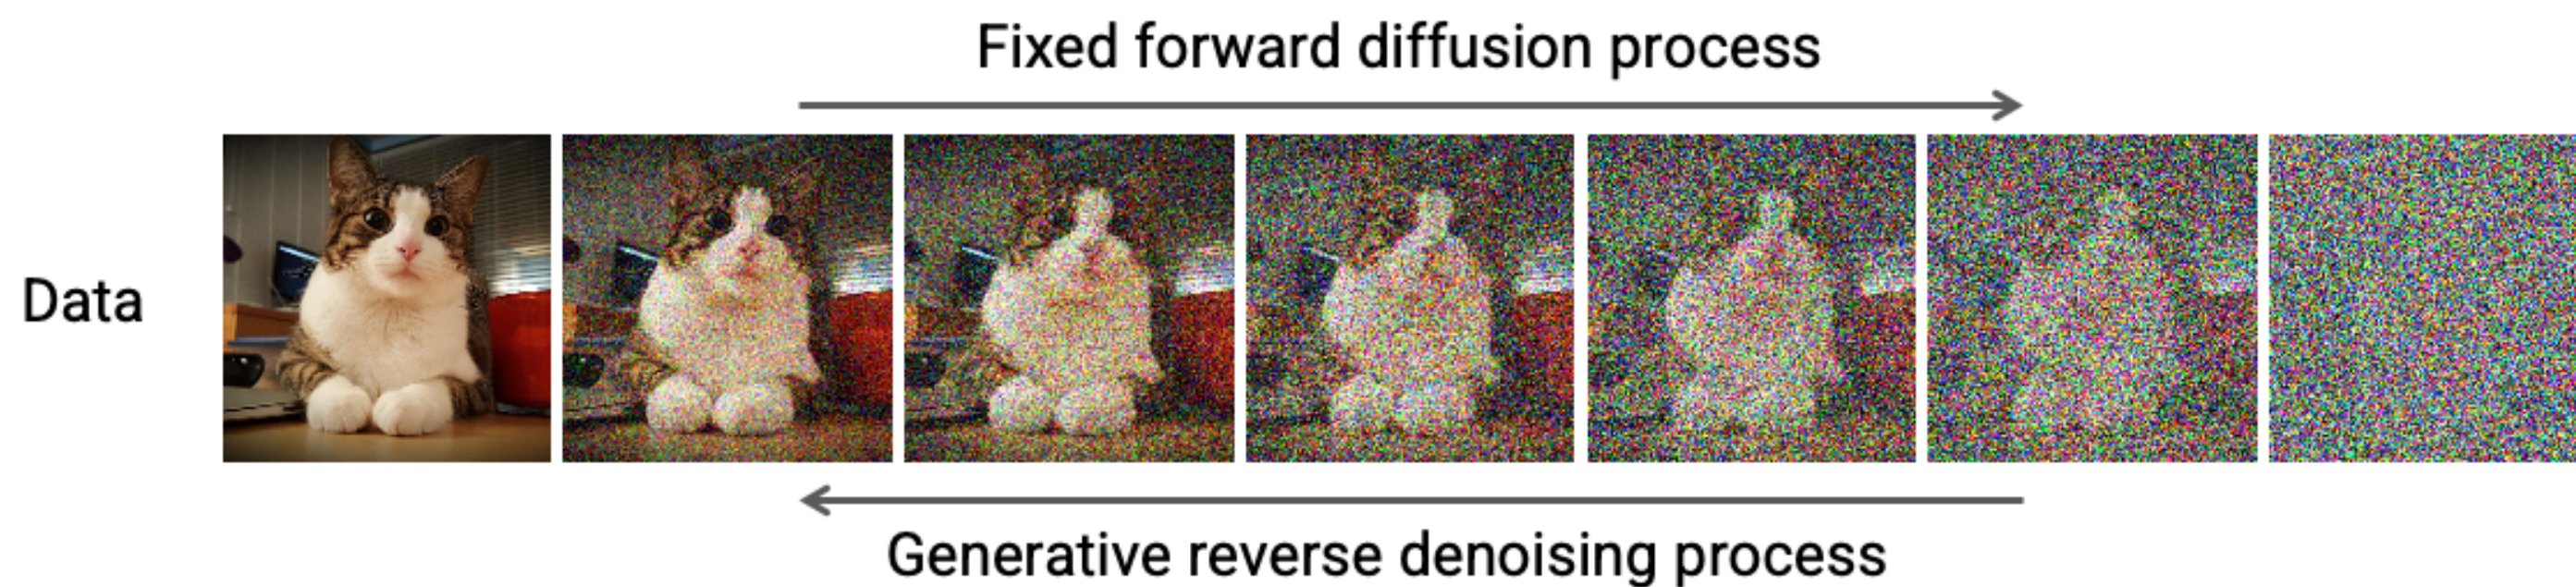 Fixed forward diffusion process
Data
Generative reverse denoising process